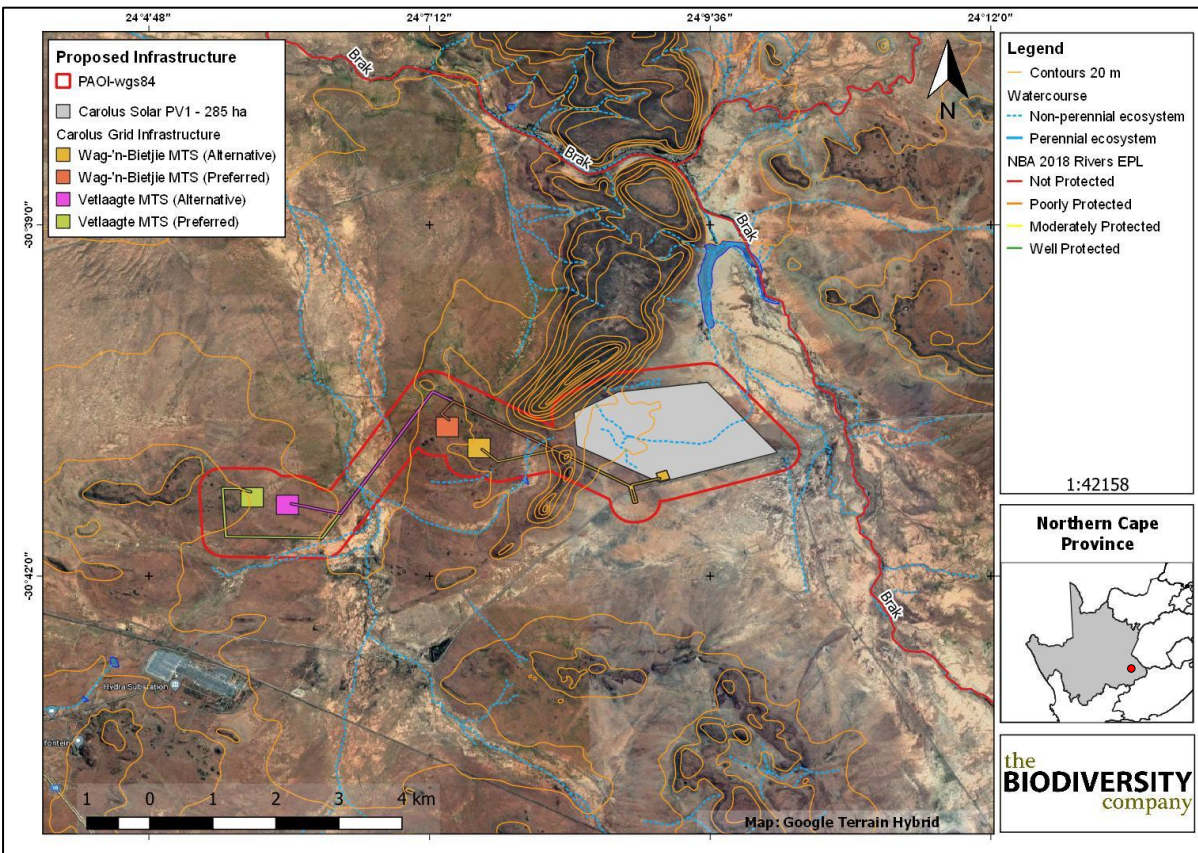 24°4'48"
24°7'12"
24°9'36"
24°12'0"
Proposed Infrastructure
PAOI-wgs84
Carolus Solar PV1 - 285 ha
Carolus Grid Infrastructure
Wag-'n-Bietjie MTS (Alternative)
Wag-'n-Bietjie MTS (Preferred)
Vetlaagte MTS (Alternative)
Vetlaagte MTS (Preferred)
Brak
Brak
Brak
Brak
N
-30°39'0"
-30°42'0"
Hydra Substation
fontein
1 0 1 2 3 4 km
Map: Google Terrain Hybrid
Legend
Contours 20 m
Watercourse
Non-perennial ecosystem
Perennial ecosystem
NBA 2018 Rivers EPL
Not Protected
Poorly Protected
Moderately Protected
Well Protected
1:42158
Northern Cape
Province
the
BIODIVERSITY
company